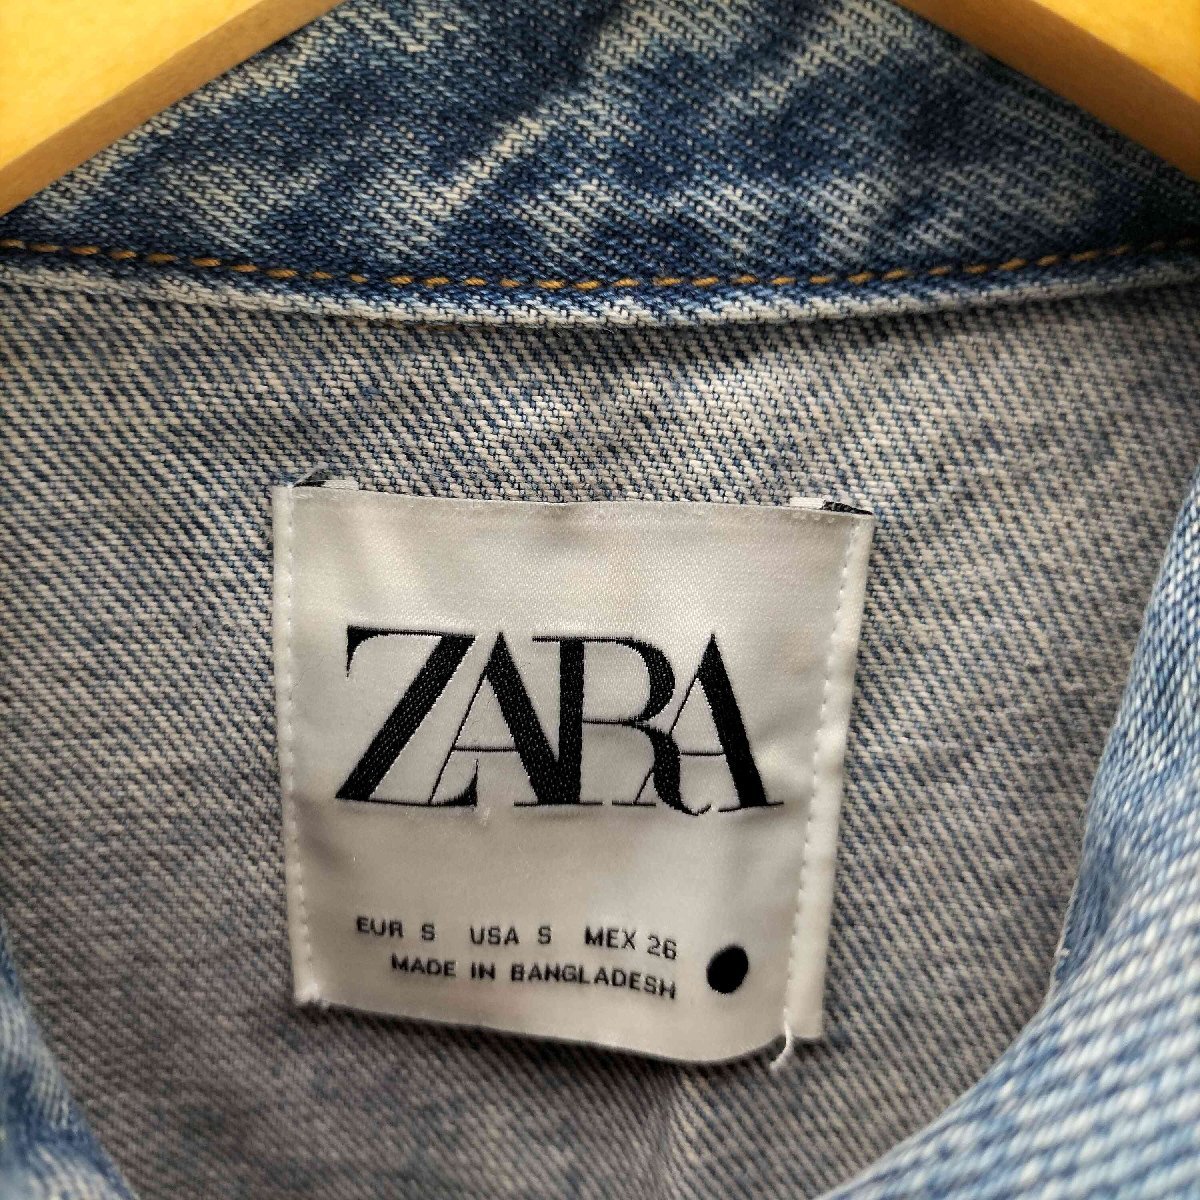 ZARA
EUR S USA S MEX 26
MADE IN BANGLADESH